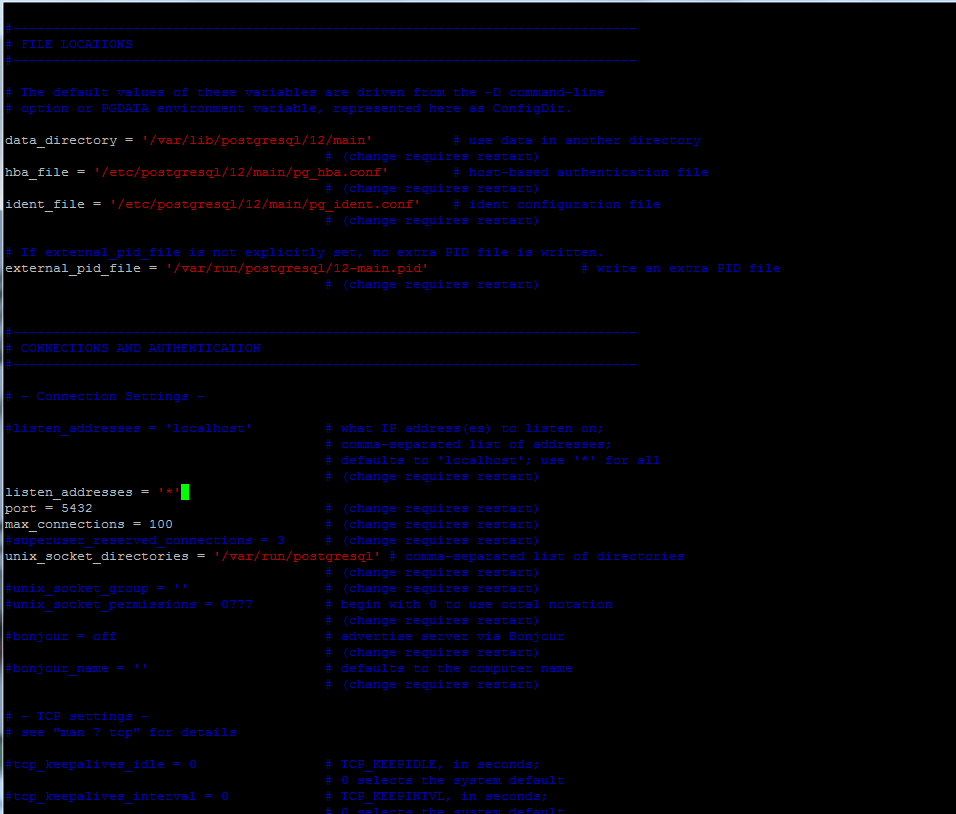 #------------------------------------------------------------------------------
# FILE LOCATIONS
#------------------------------------------------------------------------------
# The default values of these variables are driven from the -D command-line
# option or PGDATA environment variable, represented here as ConfigDir.
data_directory = '/var/lib/postgresql/12/main' # use data in another directory
# (change requires restart)
hba_file = '/etc/postgresql/12/main/pg_hba.conf' # host-based authentication file
# (change requires restart)
ident_file = '/etc/postgresql/12/main/pg_ident.conf' # ident configuration file
# (change requires restart)
# If external_pid_file is not explicitly set, no extra PID file is written.
external_pid_file = '/var/run/postgresql/12-main.pid' # write an extra PID file
# (change requires restart)
#------------------------------------------------------------------------------
# CONNECTIONS AND AUTHENTICATION
#------------------------------------------------------------------------------
# - Connection Settings -
#listen_addresses = 'localhost' # what IP address(es) to listen on;
# comma-separated list of addresses;
# defaults to 'localhost'; use '*' for all
# (change requires restart)
listen_addresses = '*'
port = 5432 # (change requires restart)
max_connections = 100 # (change requires restart)
#superuser_reserved_connections = 3 # (change requires restart)
unix_socket_directories = '/var/run/postgresql' # comma-separated list of directories
# (change requires restart)
#unix_socket_group = '' # (change requires restart)
#unix_socket_permissions = 0777 # begin with 0 to use octal notation
# (change requires restart)
#bonjour = off # advertise server via Bonjour
# (change requires restart)
#bonjour_name = '' # defaults to the computer name
# (change requires restart)
# - TCP settings -
# see "man 7 tcp" for details
#tcp_keepalives_idle = 0 # TCP_KEEPIDLE, in seconds;
# 0 selects the system default
#tcp_keepalives_interval = 0 # TCP_KEEPINTVL, in seconds;
# 0 selects the system default